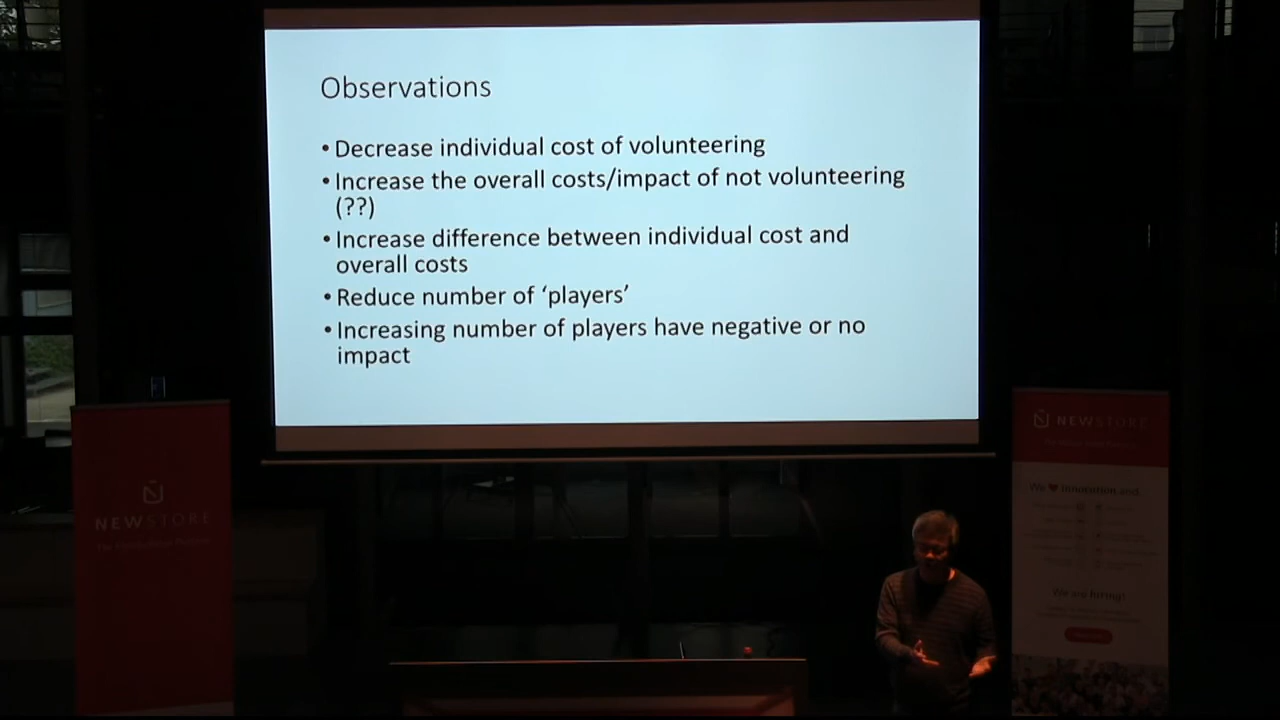 Observations
• Decrease individual cost of volunteering
• Increase the overall costs/impact of not volunteering
(??)
• Increase difference between individual cost and
overall costs
• Reduce number of ‘players’
• Increasing number of players have negative or no
impact
NEWSTORE
NEWSTORE
We ❤ innovation and
We are hiring!